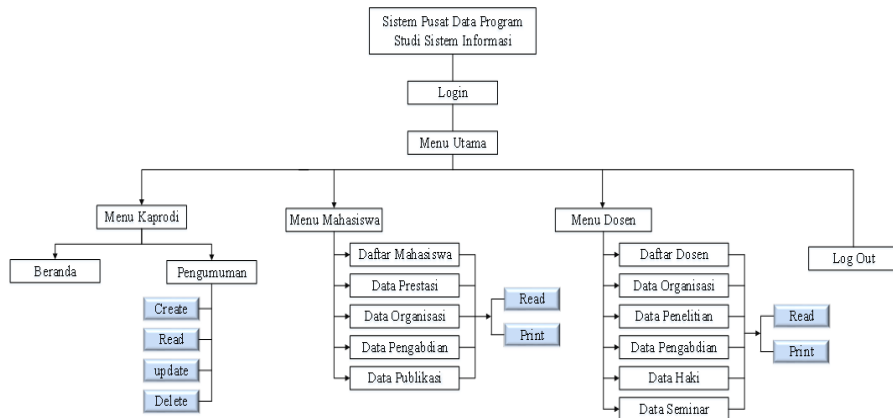 Sistem Pusat Data Program
Studi Sistem Informasi
Login
Menu Utama
Menu Kaprodi
Beranda
Pengumuman
Create
Read
update
Delete
Menu Mahasiswa
Daftar Mahasiswa
Data Prestasi
Data Organisasi
Data Pengabdian
Data Publikasi
Read
Print
Menu Dosen
Daftar Dosen
Data Organisasi
Data Penelitian
Data Pengabdian
Data Haki
Data Seminar
Read
Print
Log Out